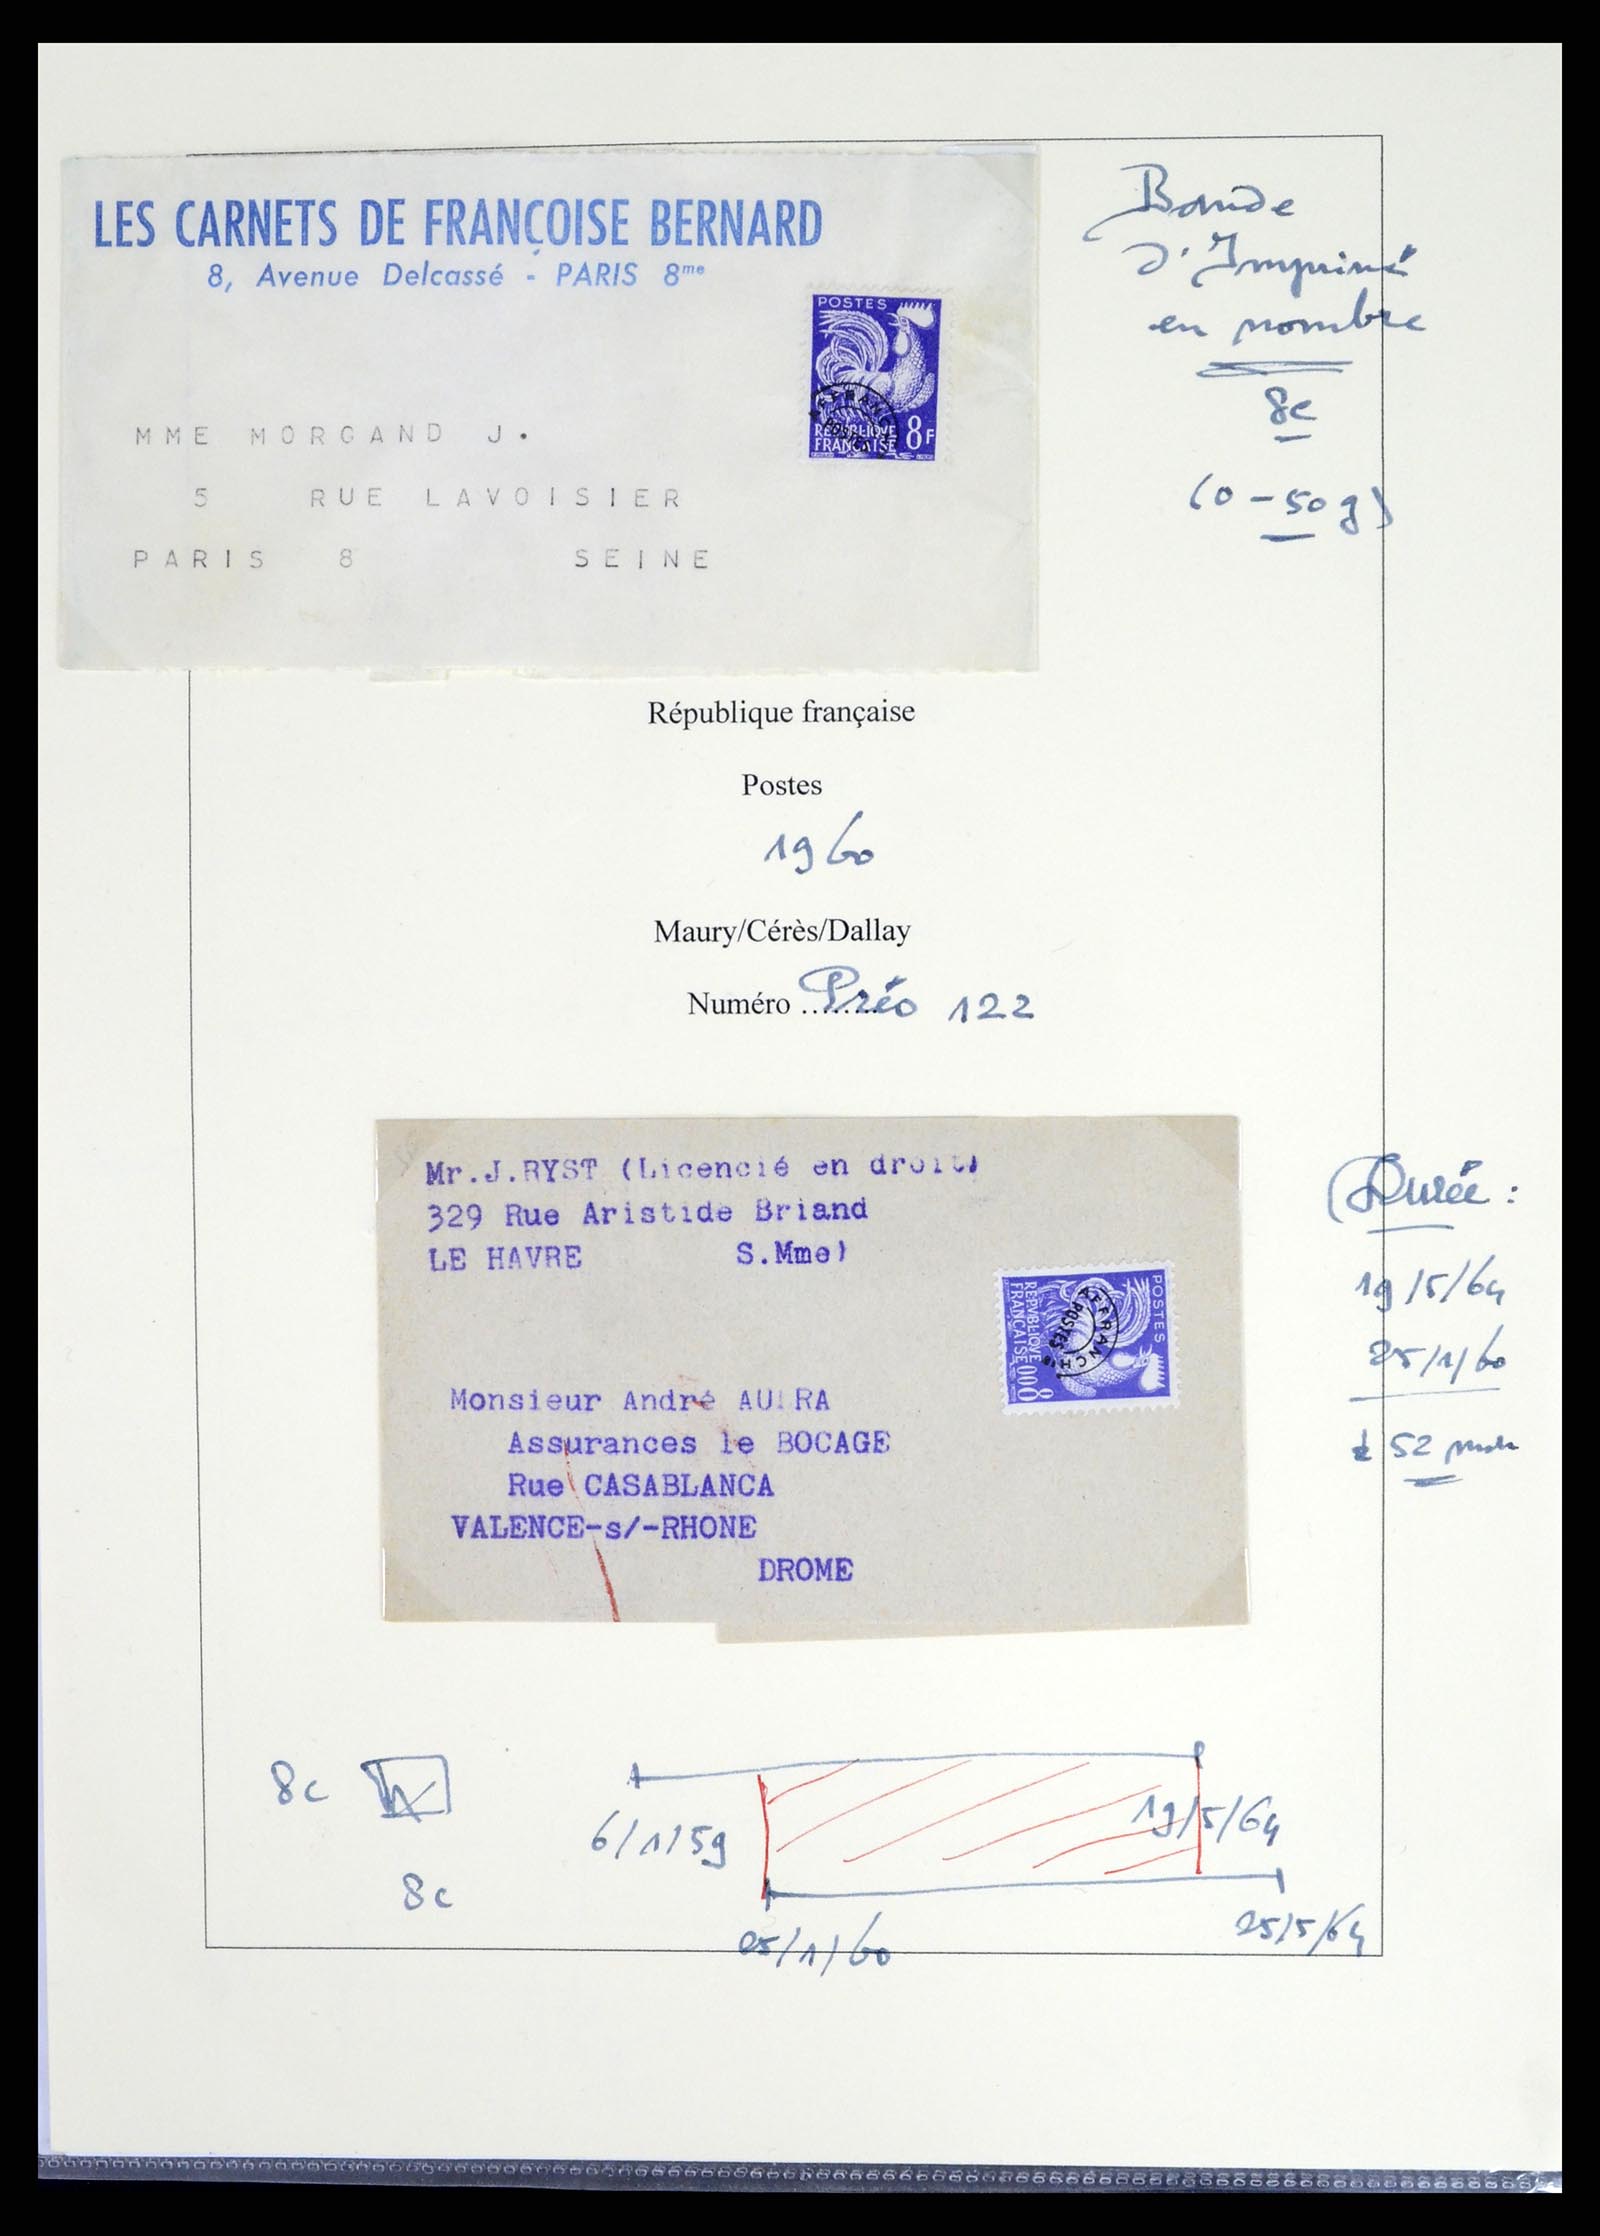 LES CARNETS DE FRANÇOISE BERNARD
8, Avenue Delcassé - PARIS 8me
POSTES
RÉPUBLIQUE
FRANÇAISE 8F
MME MORGAND J.
5 RUE LAVOISIER
PARIS 8 SEINE
Bande
d'Imprimé
en nombre
8c
(0-50g)
République française
Postes
1960
Maury/Cérès/Dallay
Numéro ........ Préo 122
Mr.J.RYST (Licencié en droit)
329 Rue Aristide Briand
LE HAVRE S.Mme)
POSTES
AFFRANCHts
POSTES
REPVBLIQVE
FRANCAISE 0,08
Monsieur André
Assurances le BOCAGE
Rue CASABLANCA
VALENCE-s/-RHONE
DROME
Durée :
19/5/64
25/1/60
52 mois
8c
6/1/59
19/5/64
8c
25/1/60
25/5/64